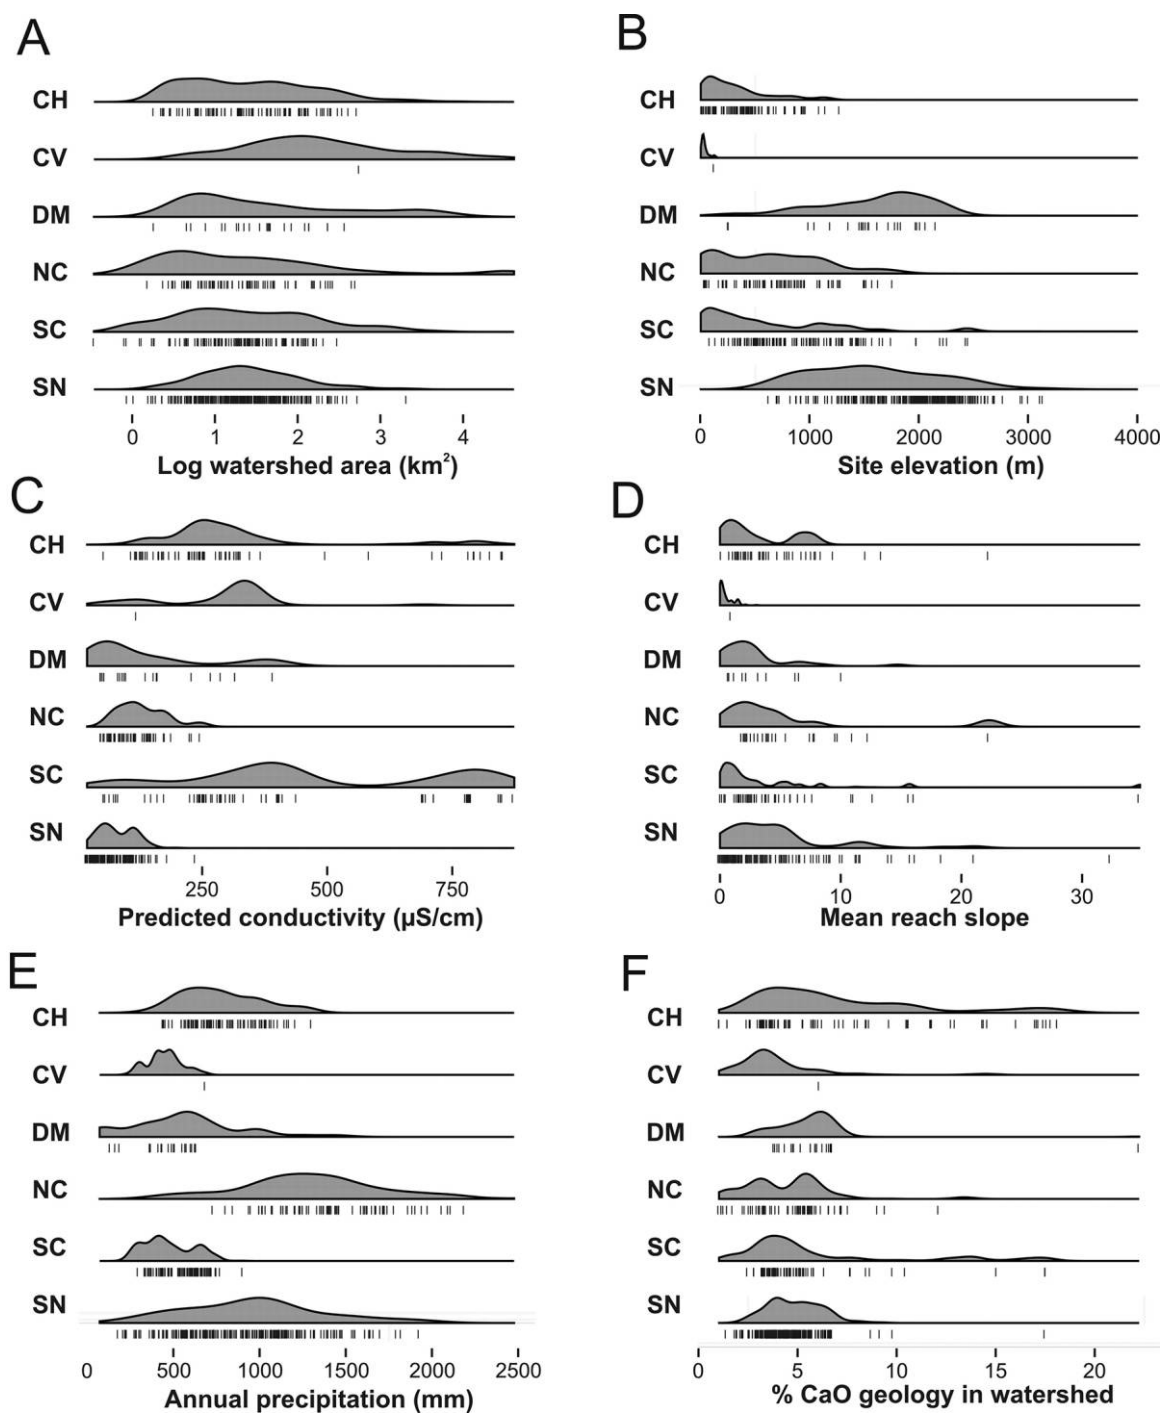 A
CH
CV
DM
NC
SC
SN
0 1 2 3 4
Log watershed area (km²)
B
CH
CV
DM
NC
SC
SN
0 1000 2000 3000 4000
Site elevation (m)
C
CH
CV
DM
NC
SC
SN
250 500 750
Predicted conductivity (µS/cm)
D
CH
CV
DM
NC
SC
SN
0 10 20 30
Mean reach slope
E
CH
CV
DM
NC
SC
SN
0 500 1000 1500 2000 2500
Annual precipitation (mm)
F
CH
CV
DM
NC
SC
SN
0 5 10 15 20
% CaO geology in watershed